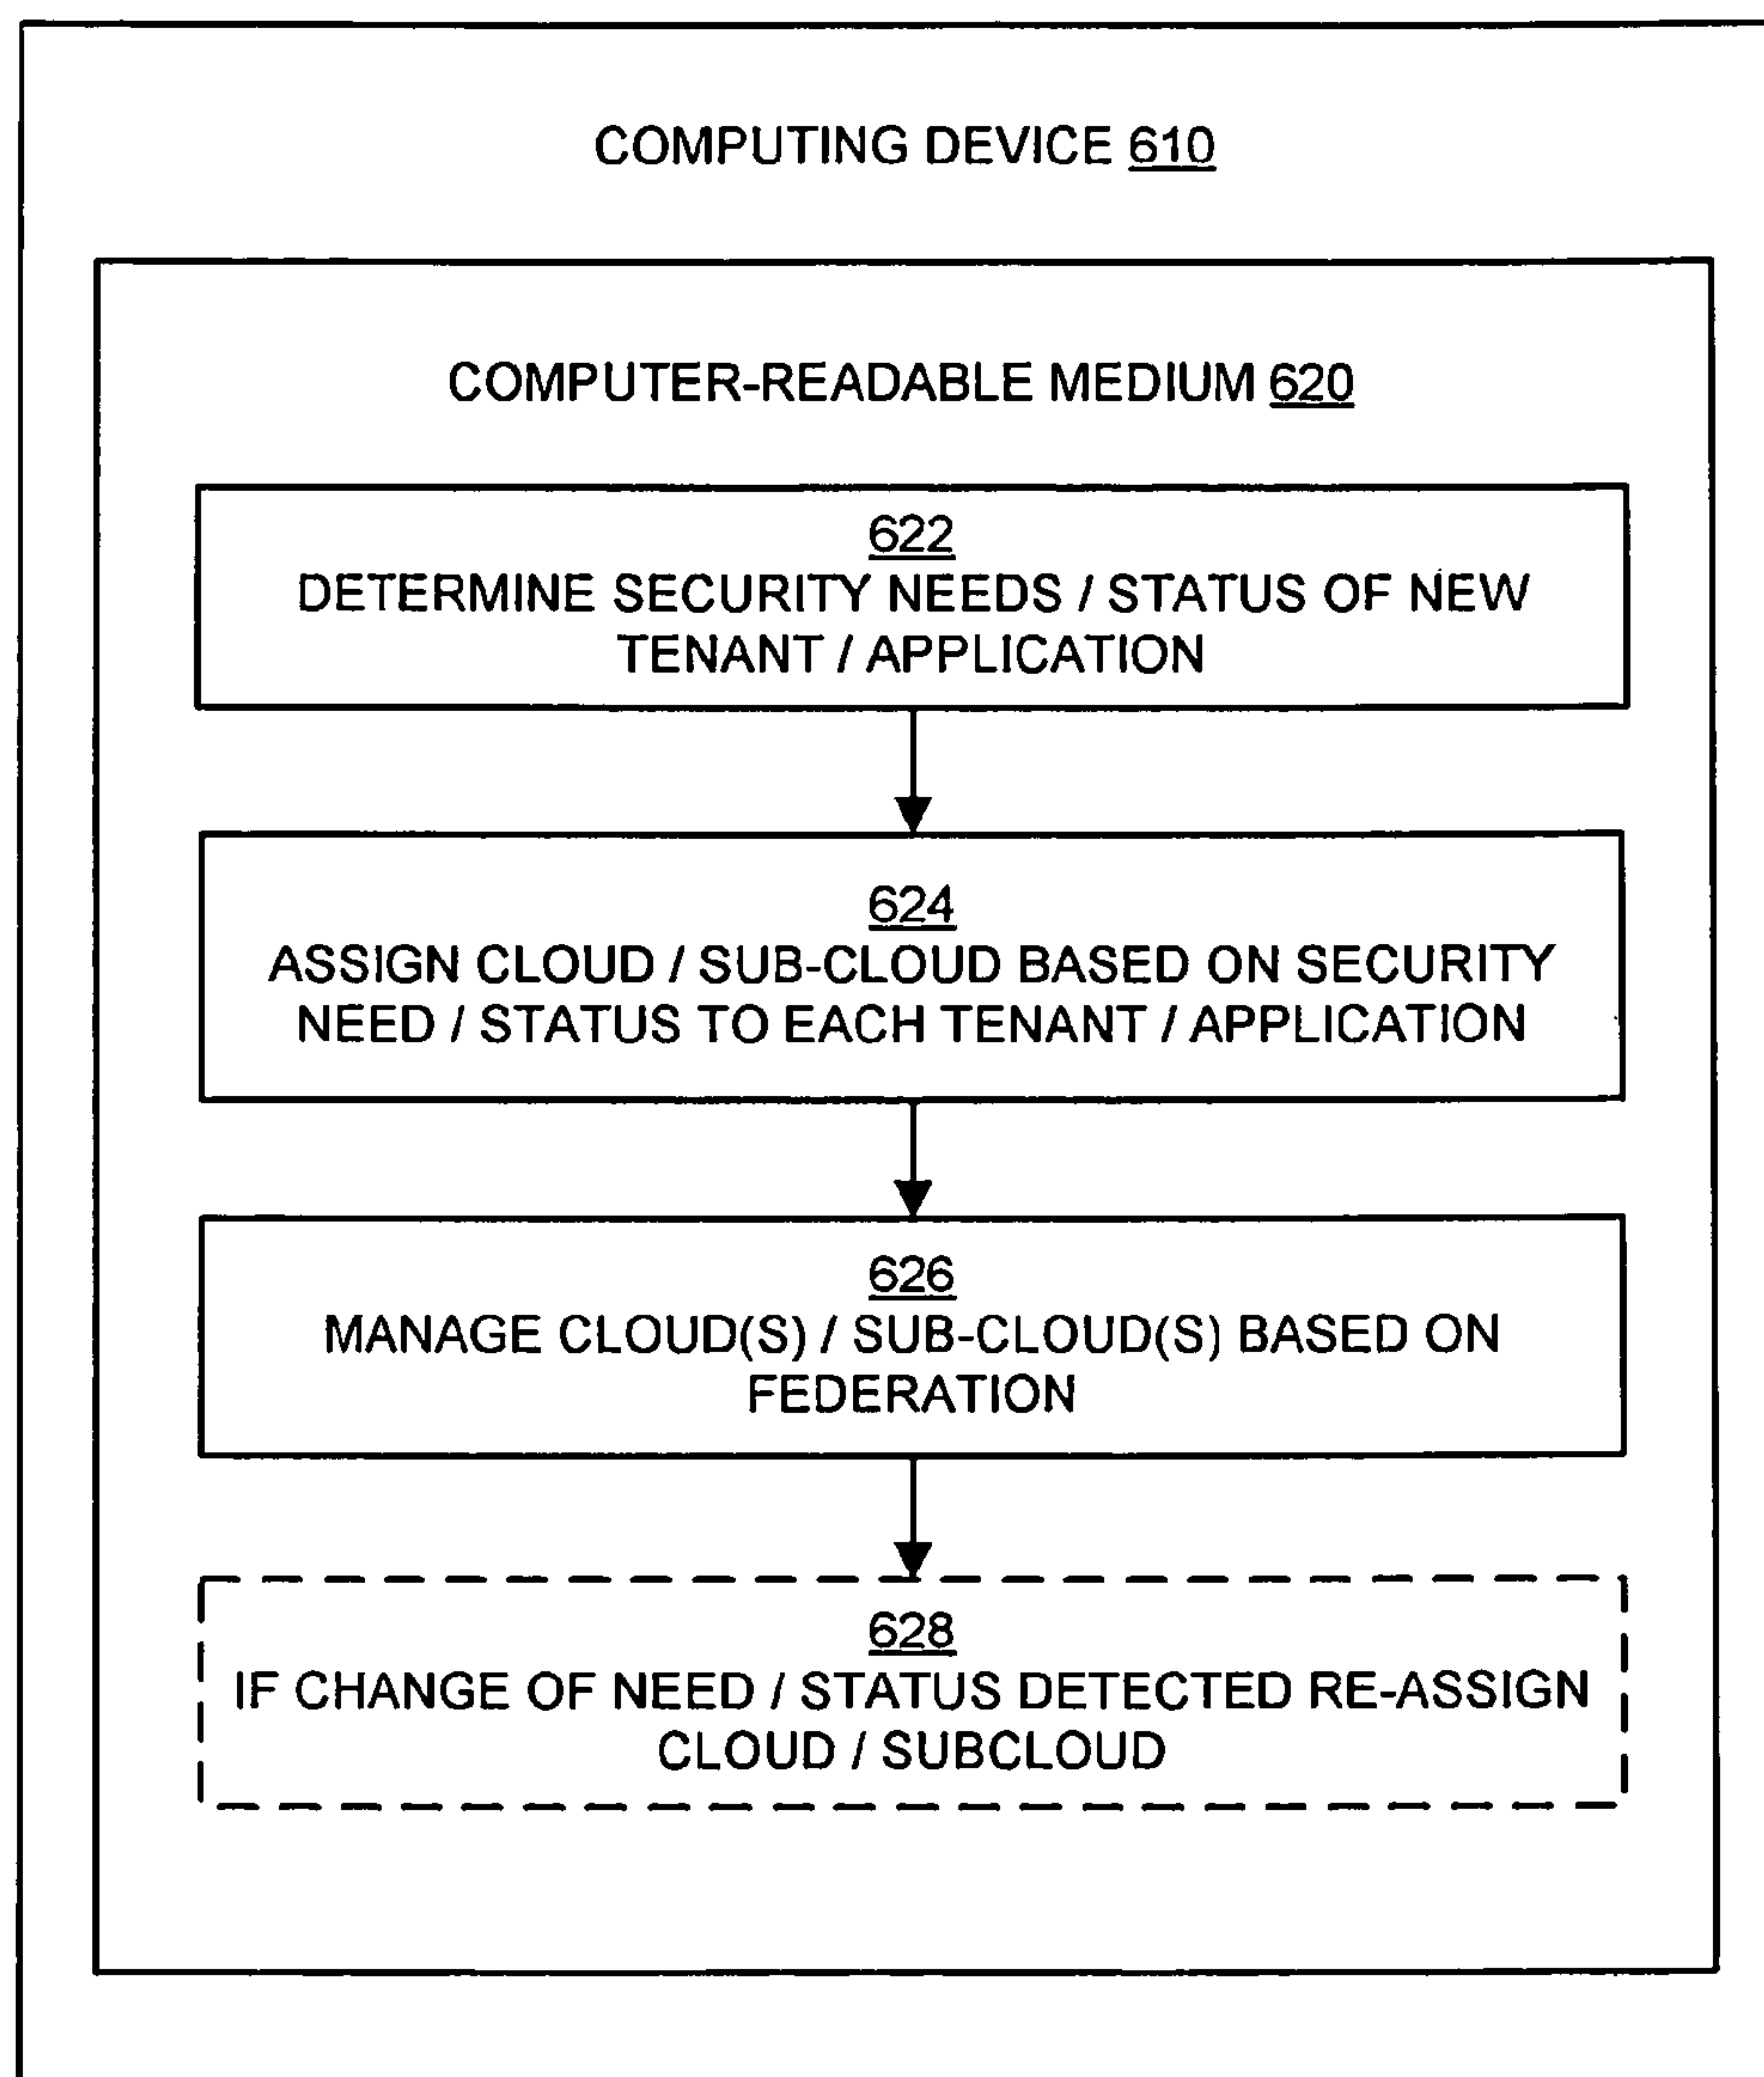 COMPUTING DEVICE 610
COMPUTER-READABLE MEDIUM 620
622
DETERMINE SECURITY NEEDS / STATUS OF NEW
TENANT / APPLICATION
624
ASSIGN CLOUD / SUB-CLOUD BASED ON SECURITY
NEED / STATUS TO EACH TENANT / APPLICATION
626
MANAGE CLOUD(S) / SUB-CLOUD(S) BASED ON
FEDERATION
628
IF CHANGE OF NEED / STATUS DETECTED RE-ASSIGN
CLOUD / SUBCLOUD